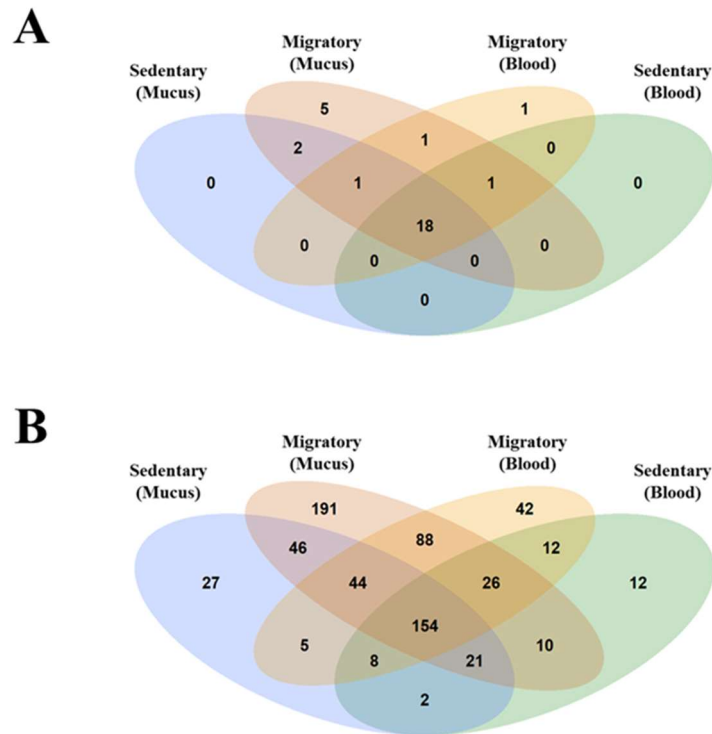 A
Migratory
(Mucus)
Migratory
(Blood)
Sedentary
(Mucus)
Sedentary
(Blood)
5
1
2
1
0
0
1
1
0
18
0
0
0
0
0
B
Migratory
(Mucus)
Migratory
(Blood)
Sedentary
(Mucus)
Sedentary
(Blood)
191
42
46
88
12
27
44
26
12
154
5
10
8
21
2